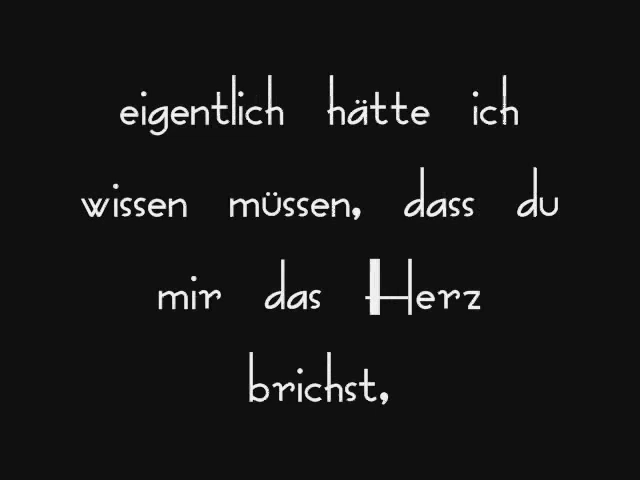 eigentlich hätte ich
wissen müssen, dass du
mir das Herz
brichst,